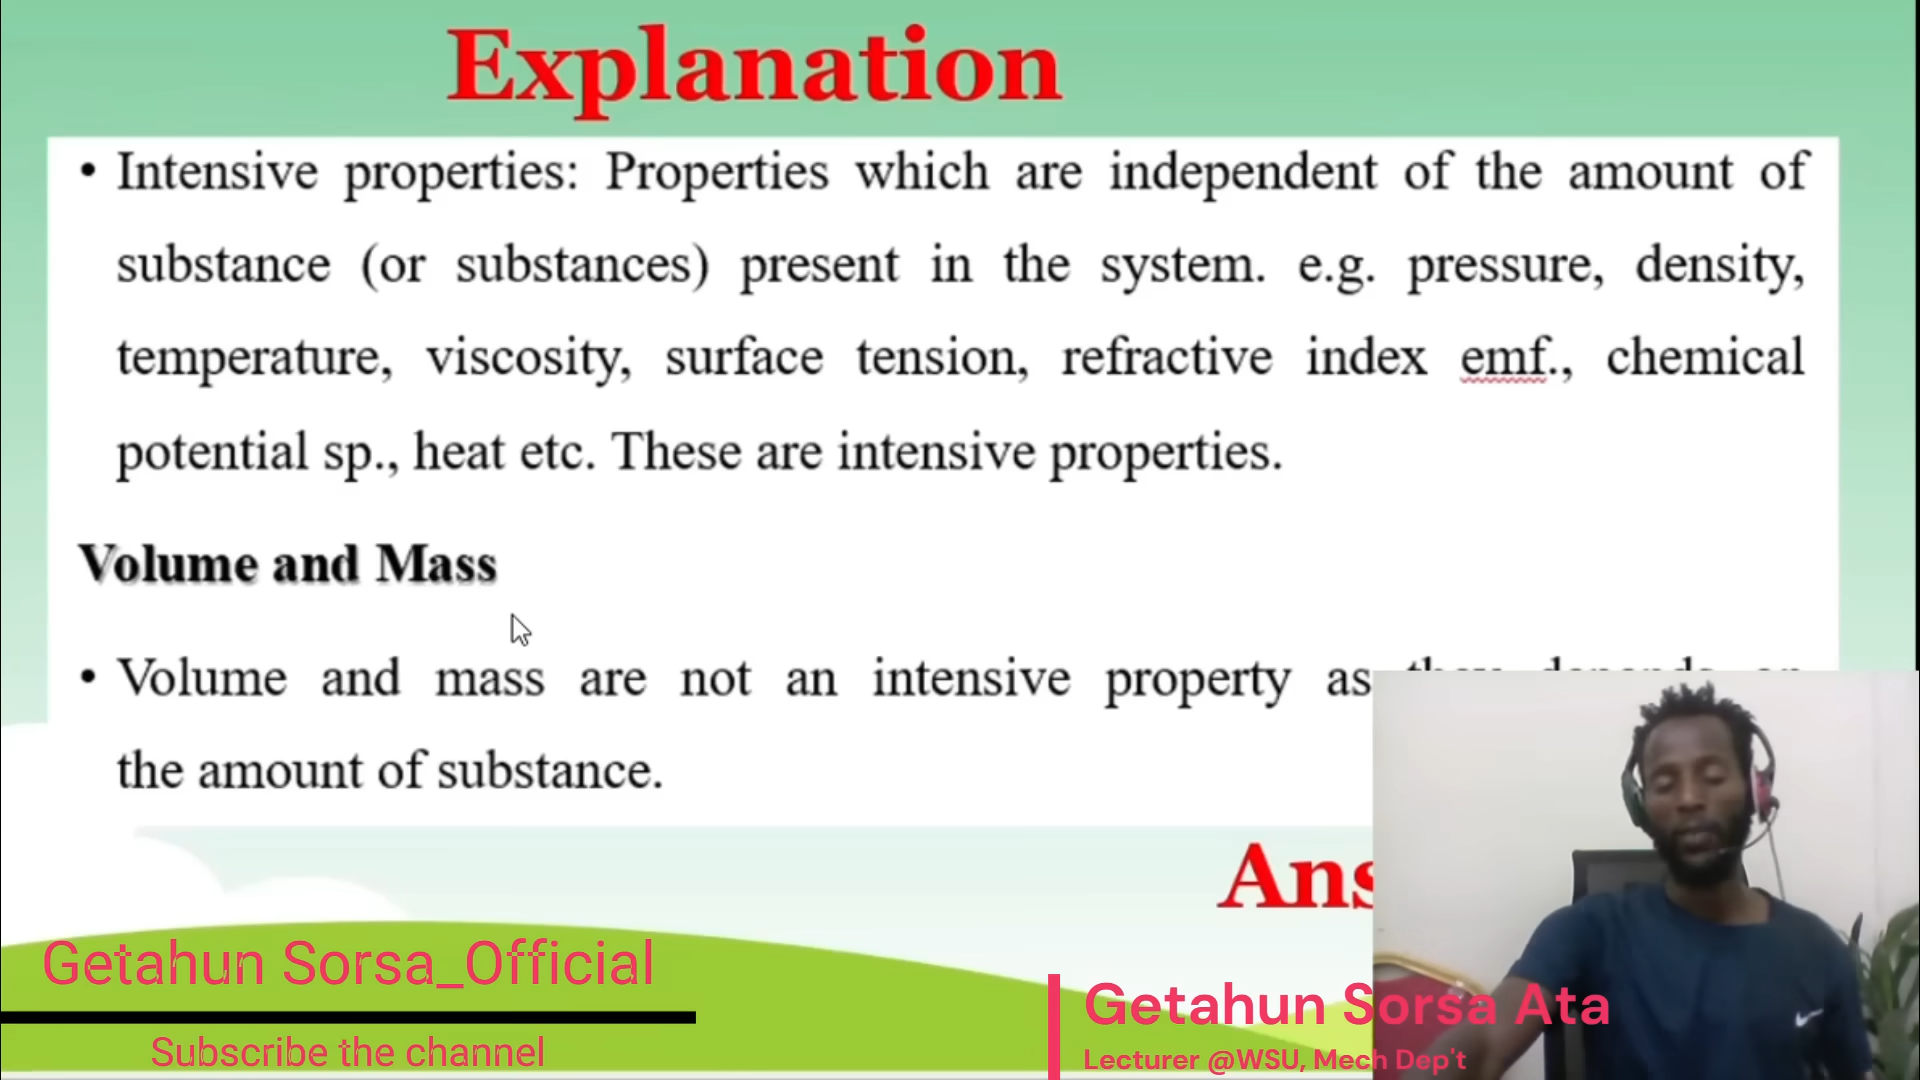 Explanation
• Intensive properties: Properties which are independent of the amount of
substance (or substances) present in the system. e.g. pressure, density,
temperature, viscosity, surface tension, refractive index emf., chemical
potential sp., heat etc. These are intensive properties.
Volume and Mass
• Volume and mass are not an intensive property as
the amount of substance.
Getahun Sorsa_Official
Subscribe the channel
Getahun Sorsa Ata
Lecturer @WSU, Mech Dep't